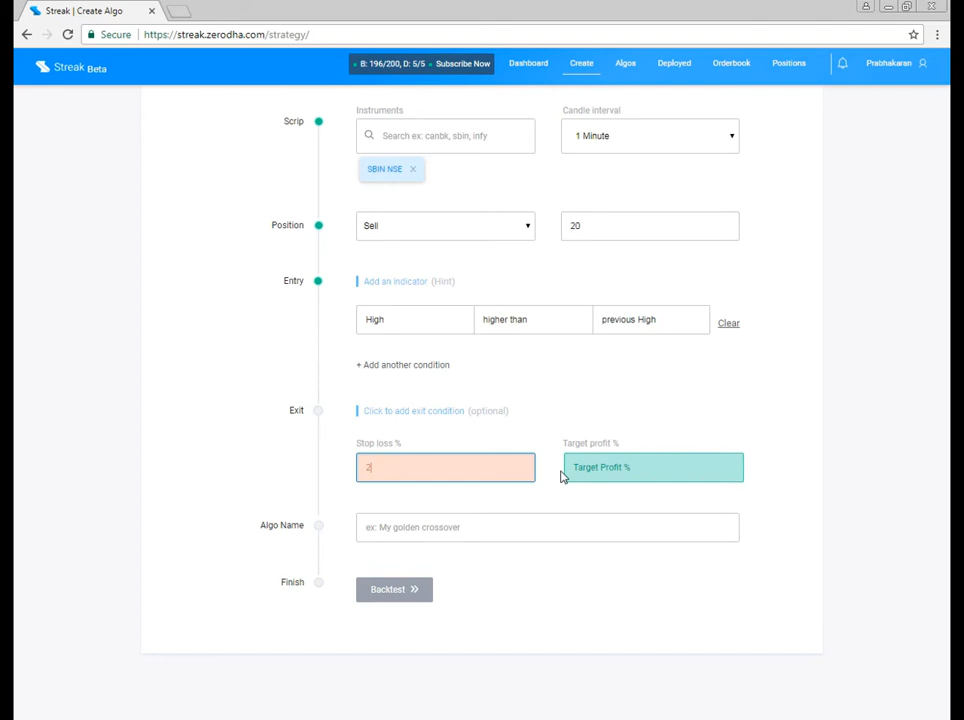 Streak | Create Algo
Secure https://streak.zerodha.com/strategy/
Streak Beta
B: 196/200, D: 5/5 • Subscribe Now
Dashboard
Create
Algos
Deployed
Orderbook
Positions
Prabhakaran
Instruments
Candle interval
Scrip
Search ex: canbk, sbin, infy
1 Minute
SBIN NSE
Position
Sell
20
Entry
Add an indicator (Hint)
High
higher than
previous High
Clear
+ Add another condition
Exit
Click to add exit condition (optional)
Stop loss %
Target profit %
2
Target Profit %
Algo Name
ex: My golden crossover
Finish
Backtest